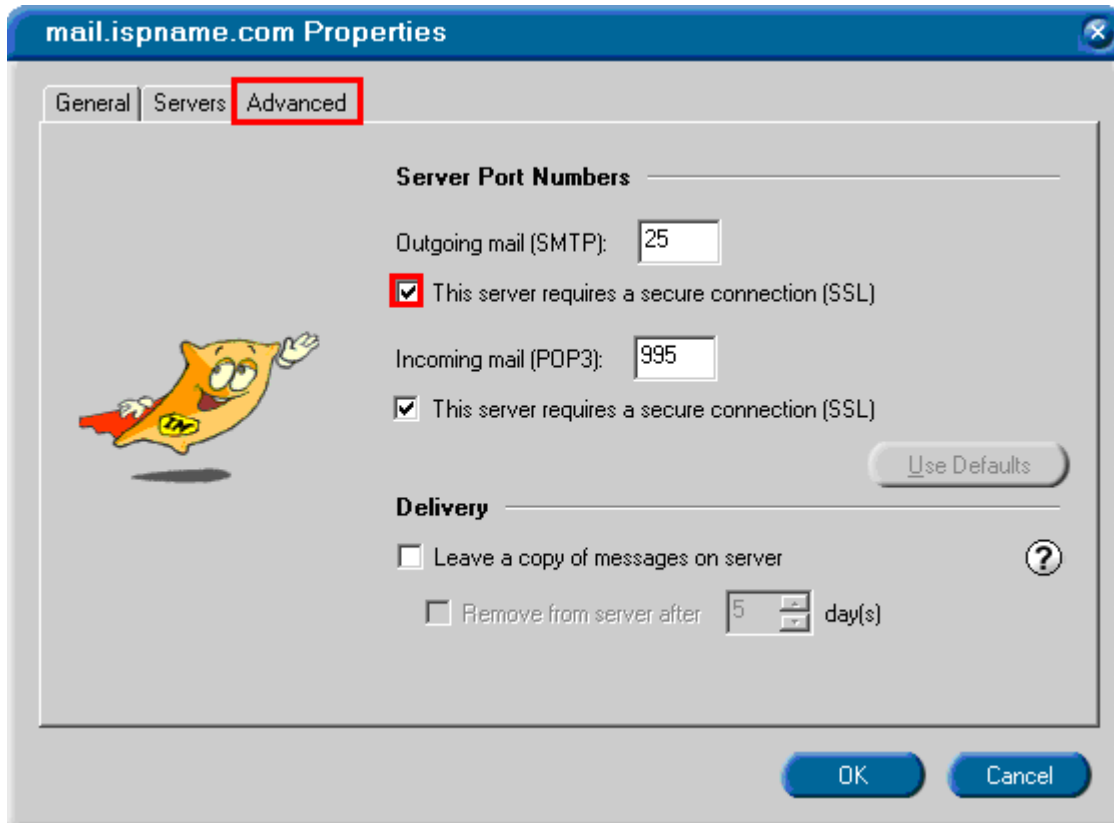 mail.ispname.com Properties
General Servers Advanced
Server Port Numbers
Outgoing mail (SMTP): 25
This server requires a secure connection (SSL)
Incoming mail (POP3): 995
This server requires a secure connection (SSL)
Use Defaults
Delivery
Leave a copy of messages on server ?
Remove from server after 5 day(s)
IN
OK Cancel